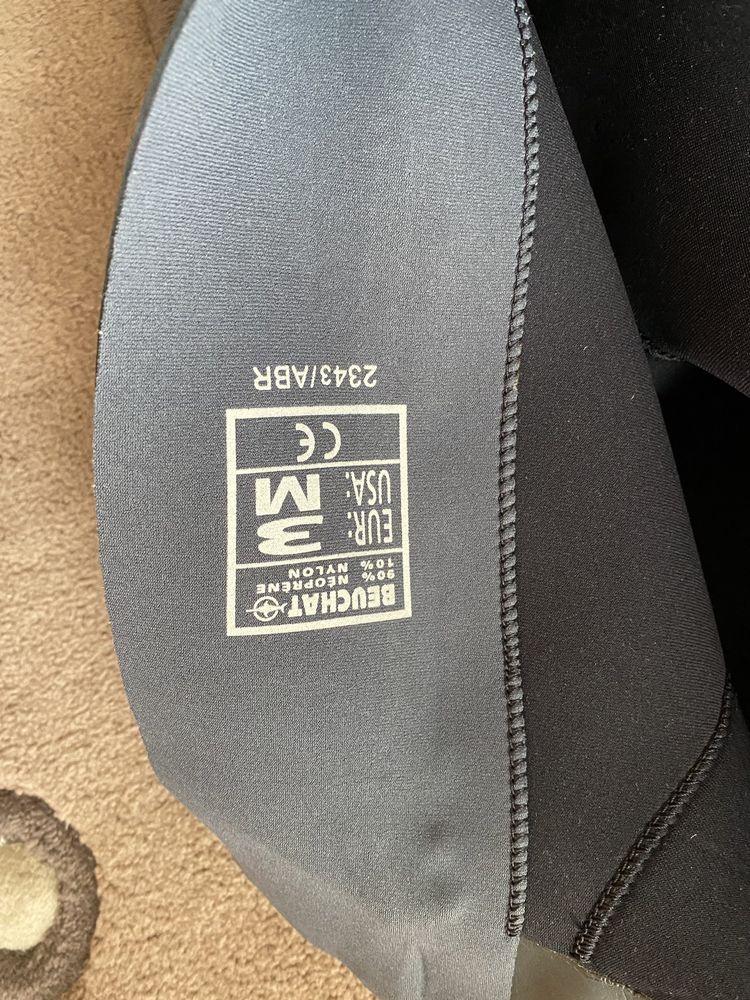 BEUCHAT
90% NÉOPRÈNE
10% NYLON
EUR: 3
USA: M
CE
2343/ABR